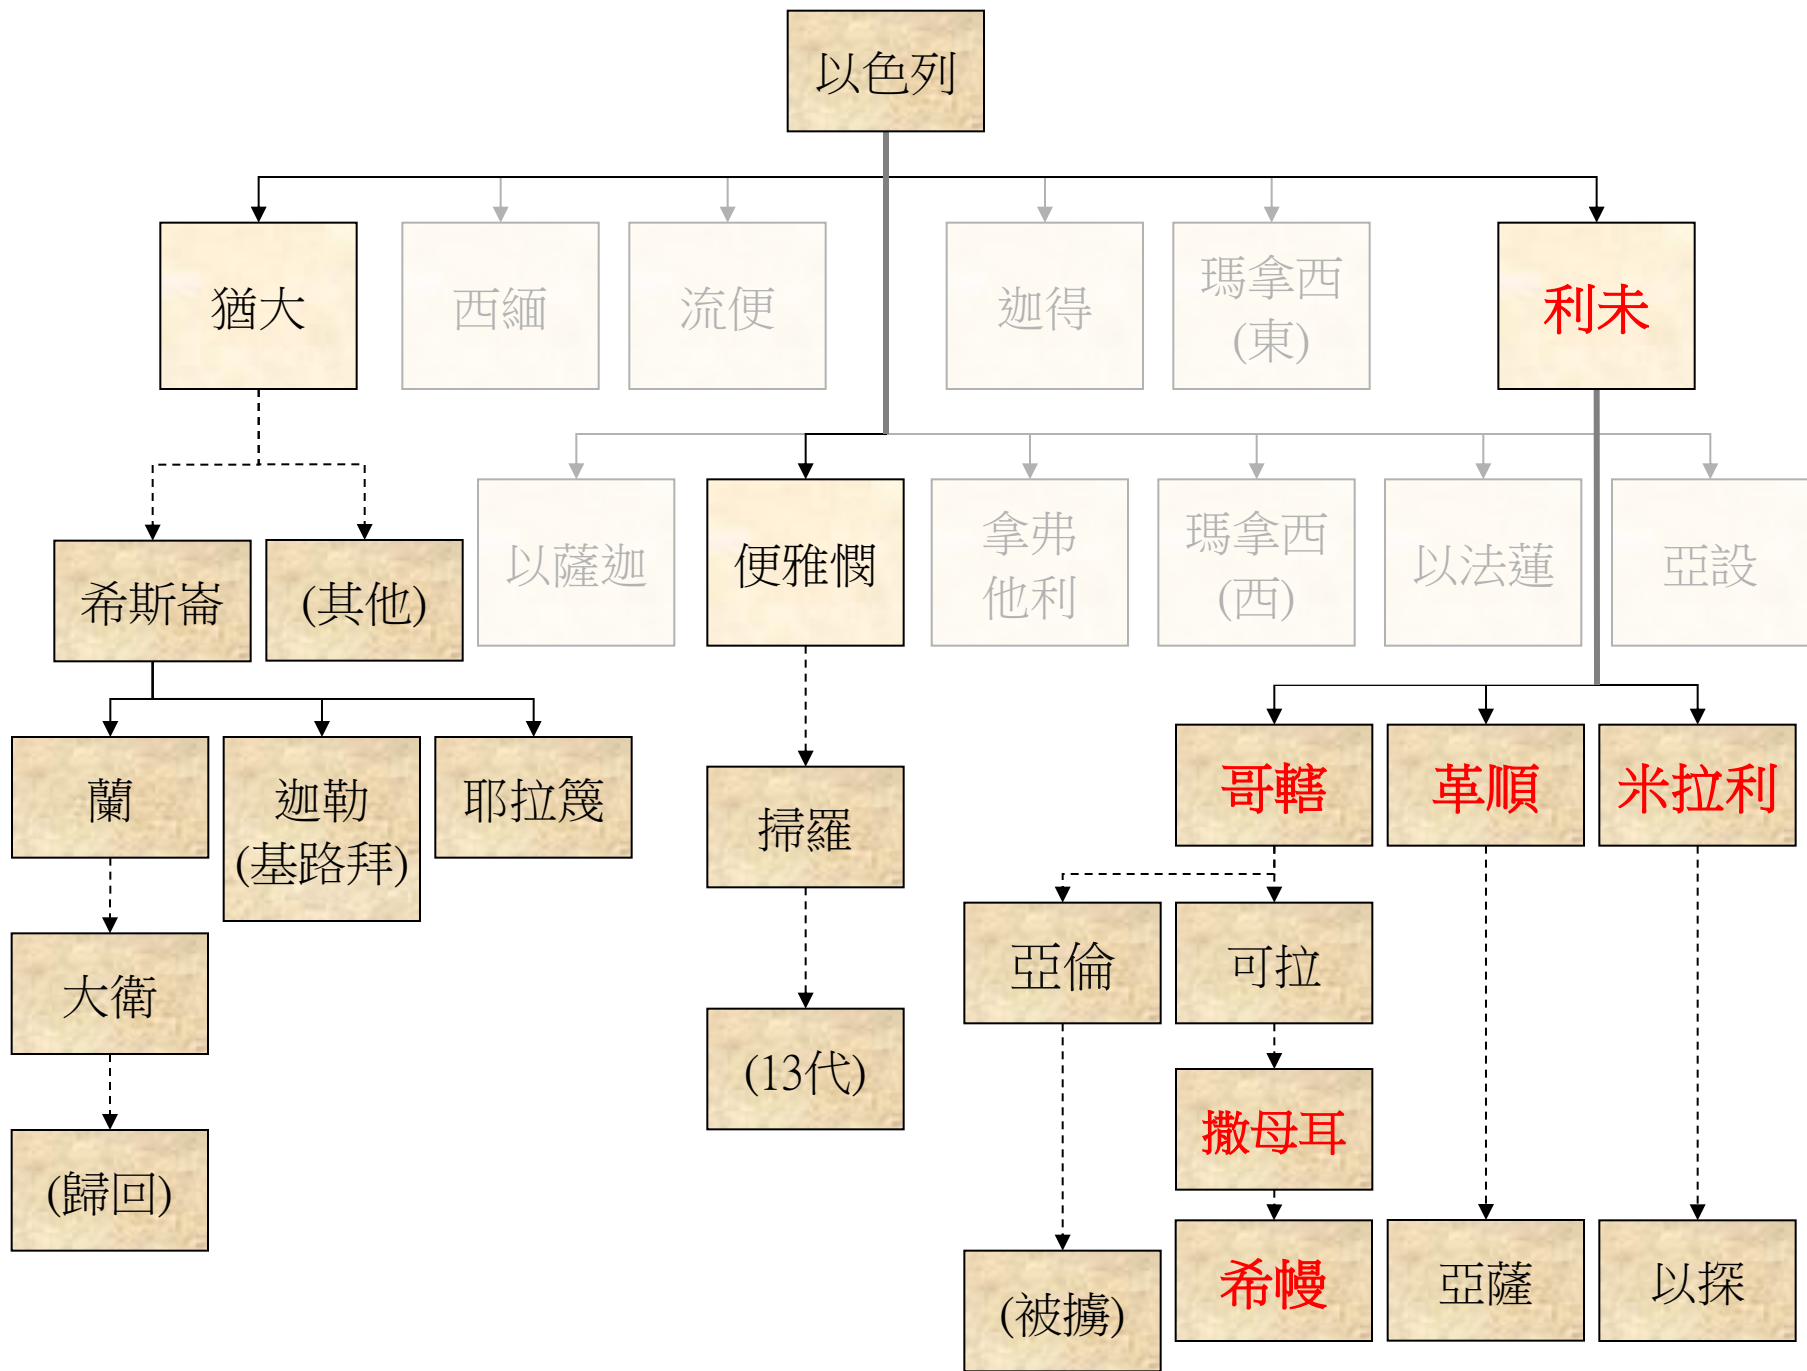 以色列
猶大
西緬
流便
迦得
瑪拿西
(東)
利未
以薩迦
便雅憫
拿弗
他利
瑪拿西
(西)
以法蓮
亞設
希斯崙
(其他)
蘭
迦勒
(基路拜)
耶拉篾
掃羅
哥轄
革順
米拉利
大衛
亞倫
可拉
(13代)
撒母耳
(歸回)
(被擄)
希幔
亞薩
以探